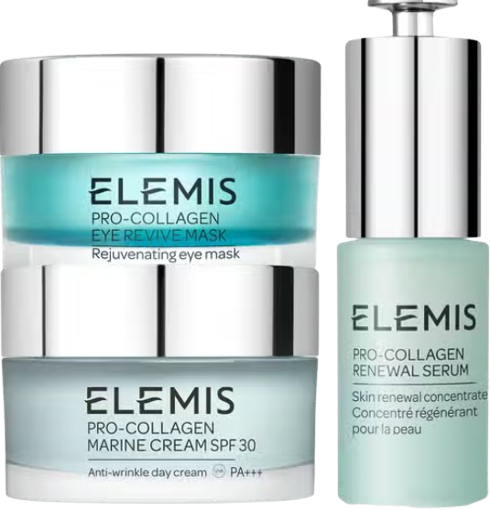 ELEMIS
PRO-COLLAGEN
EYE REVIVE MASK
Rejuvenating eye mask
ELEMIS
PRO-COLLAGEN
MARINE CREAM SPF 30
Anti-wrinkle day cream UVA PA+++
ELEMIS
PRO-COLLAGEN
RENEWAL SERUM
Skin renewal concentrate
Concentré régénérant
pour la peau